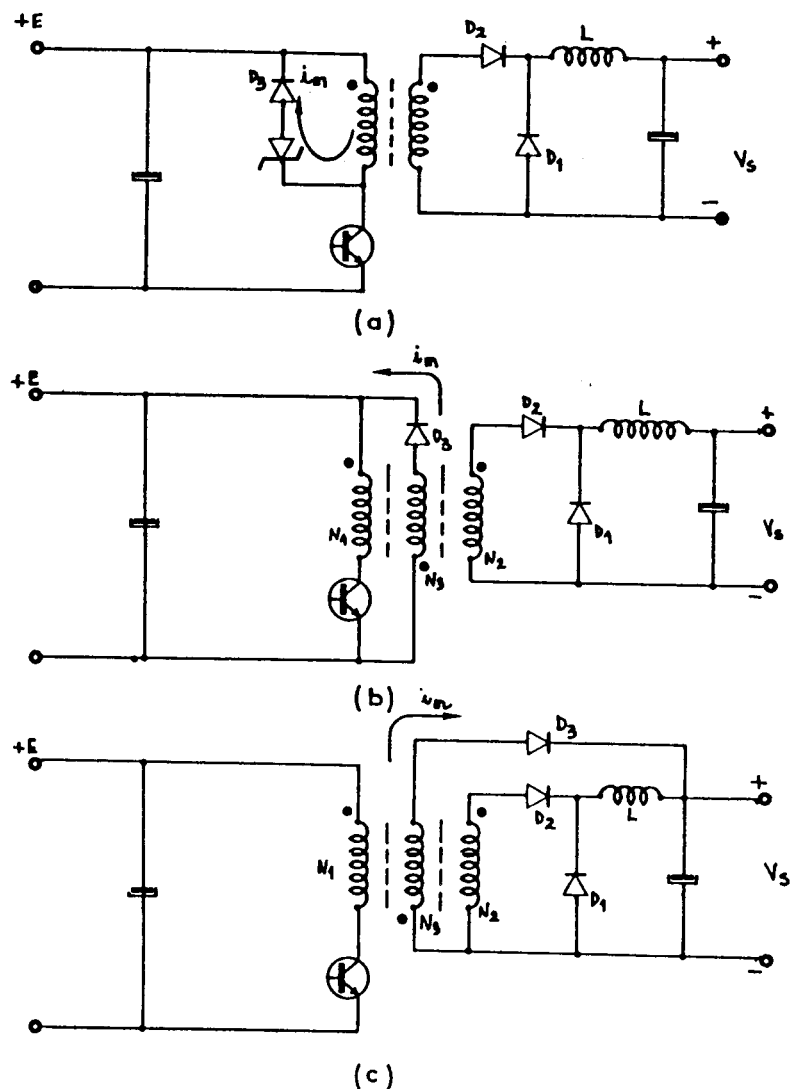 +E
D2
L
+
D3
im
D1
Vs
−
(a)
im
+E
D3
D2
L
+
N1
N3
N2
D1
Vs
−
(b)
im
+E
D3
D2
L
+
N1
N3
N2
D1
Vs
−
(c)